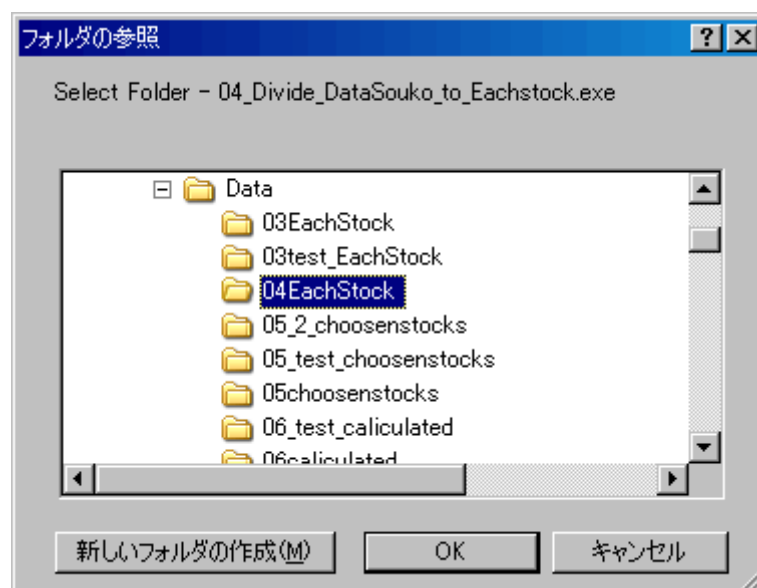 フォルダの参照
Select Folder - 04_Divide_DataSouko_to_Eachstock.exe
Data
03EachStock
03test_EachStock
04EachStock
05_2_choosenstocks
05_test_choosenstocks
05choosenstocks
06_test_caliculated
06caliculated
新しいフォルダの作成(M)
OK
キャンセル